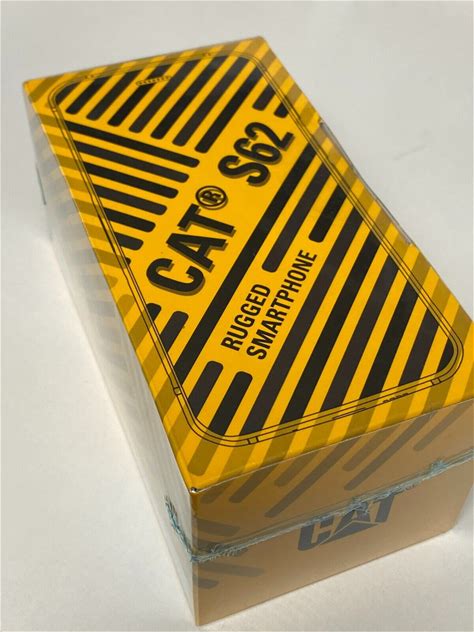 CAT® S62
RUGGED
SMARTPHONE
CAT